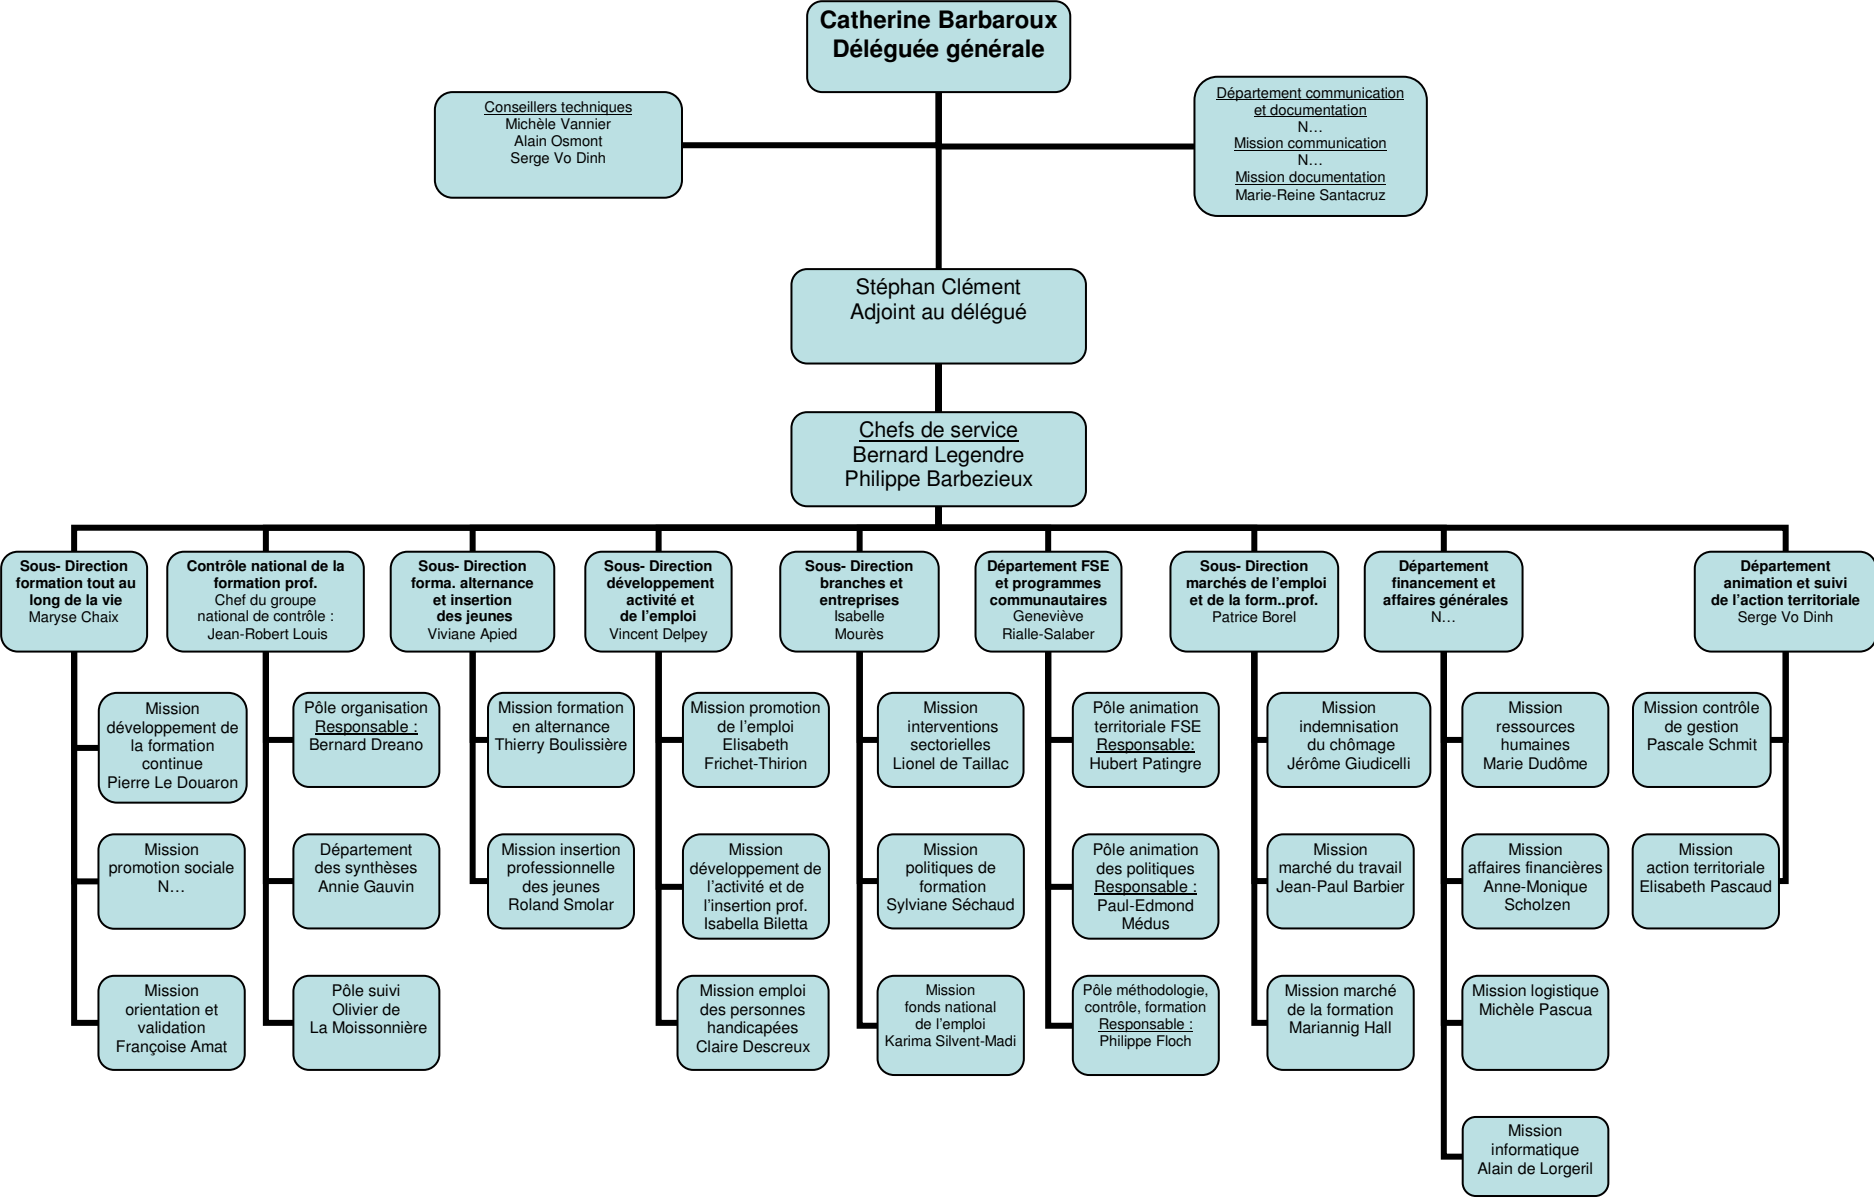 Catherine Barbaroux
Déléguée générale
Conseillers techniques
Michèle Vannier
Alain Osmont
Serge Vo Dinh
Département communication
et documentation
N…
Mission communication
N…
Mission documentation
Marie-Reine Santacruz
Stéphan Clément
Adjoint au délégué
Chefs de service
Bernard Legendre
Philippe Barbezieux
Sous- Direction
formation tout au
long de la vie
Maryse Chaix
Contrôle national de la
formation prof.
Chef du groupe
national de contrôle :
Jean-Robert Louis
Sous- Direction
forma. alternance
et insertion
des jeunes
Viviane Apied
Sous- Direction
développement
activité et
de l’emploi
Vincent Delpey
Sous- Direction
branches et
entreprises
Isabelle
Mourès
Département FSE
et programmes
communautaires
Geneviève
Rialle-Salaber
Sous- Direction
marchés de l’emploi
et de la form..prof.
Patrice Borel
Département
financement et
affaires générales
N…
Département
animation et suivi
de l’action territoriale
Serge Vo Dinh
Mission
développement de
la formation
continue
Pierre Le Douaron
Pôle organisation
Responsable :
Bernard Dreano
Mission formation
en alternance
Thierry Boulissière
Mission promotion
de l’emploi
Elisabeth
Frichet-Thirion
Mission
interventions
sectorielles
Lionel de Taillac
Pôle animation
territoriale FSE
Responsable:
Hubert Patingre
Mission
indemnisation
du chômage
Jérôme Giudicelli
Mission
ressources
humaines
Marie Dudôme
Mission contrôle
de gestion
Pascale Schmit
Mission
promotion sociale
N…
Département
des synthèses
Annie Gauvin
Mission insertion
professionnelle
des jeunes
Roland Smolar
Mission
développement de
l’activité et de
l’insertion prof.
Isabella Biletta
Mission
politiques de
formation
Sylviane Séchaud
Pôle animation
des politiques
Responsable :
Paul-Edmond
Médus
Mission
marché du travail
Jean-Paul Barbier
Mission
affaires financières
Anne-Monique
Scholzen
Mission
action territoriale
Elisabeth Pascaud
Mission
orientation et
validation
Françoise Amat
Pôle suivi
Olivier de
La Moissonnière
Mission emploi
des personnes
handicapées
Claire Descreux
Mission
fonds national
de l’emploi
Karima Silvent-Madi
Pôle méthodologie,
contrôle, formation
Responsable :
Philippe Floch
Mission marché
de la formation
Mariannig Hall
Mission logistique
Michèle Pascua
Mission
informatique
Alain de Lorgeril